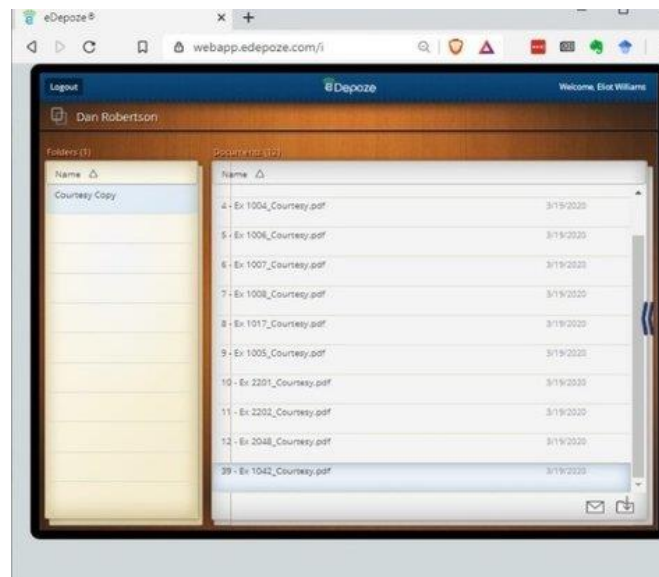 eDepoze®
webapp.edepoze.com/i
Logout
eDepoze
Welcome, Eliot Williams
Dan Robertson
Folders (1)
Documents (13)
Name
Name
Courtesy Copy
4 - Ex 1004_Courtesy.pdf 3/19/2020
5 - Ex 1006_Courtesy.pdf 3/19/2020
6 - Ex 1007_Courtesy.pdf 3/19/2020
7 - Ex 1008_Courtesy.pdf 3/19/2020
8 - Ex 1017_Courtesy.pdf 3/19/2020
9 - Ex 1005_Courtesy.pdf 3/19/2020
10 - Ex 2201_Courtesy.pdf 3/19/2020
11 - Ex 2202_Courtesy.pdf 3/19/2020
12 - Ex 2048_Courtesy.pdf 3/19/2020
39 - Ex 1042_Courtesy.pdf 3/19/2020